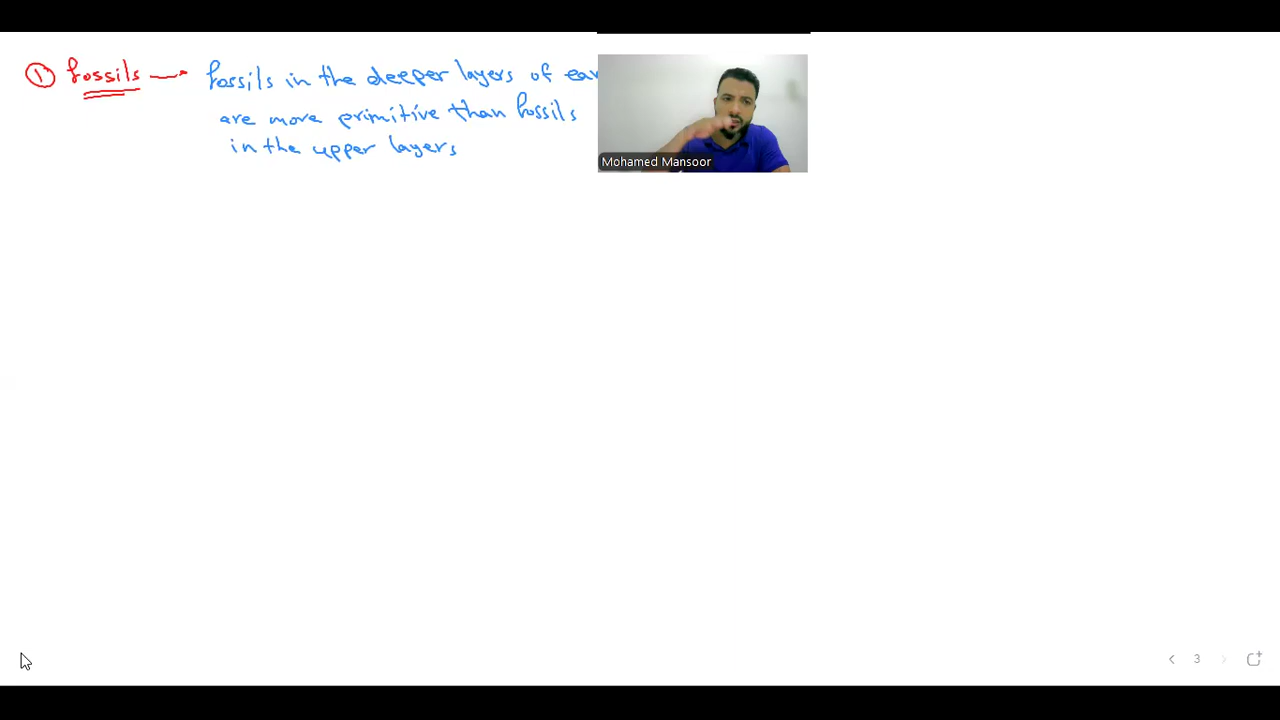 ① Fossils → Fossils in the deeper layers of
are more primitive than fossils
in the upper layers
Mohamed Mansoor
3